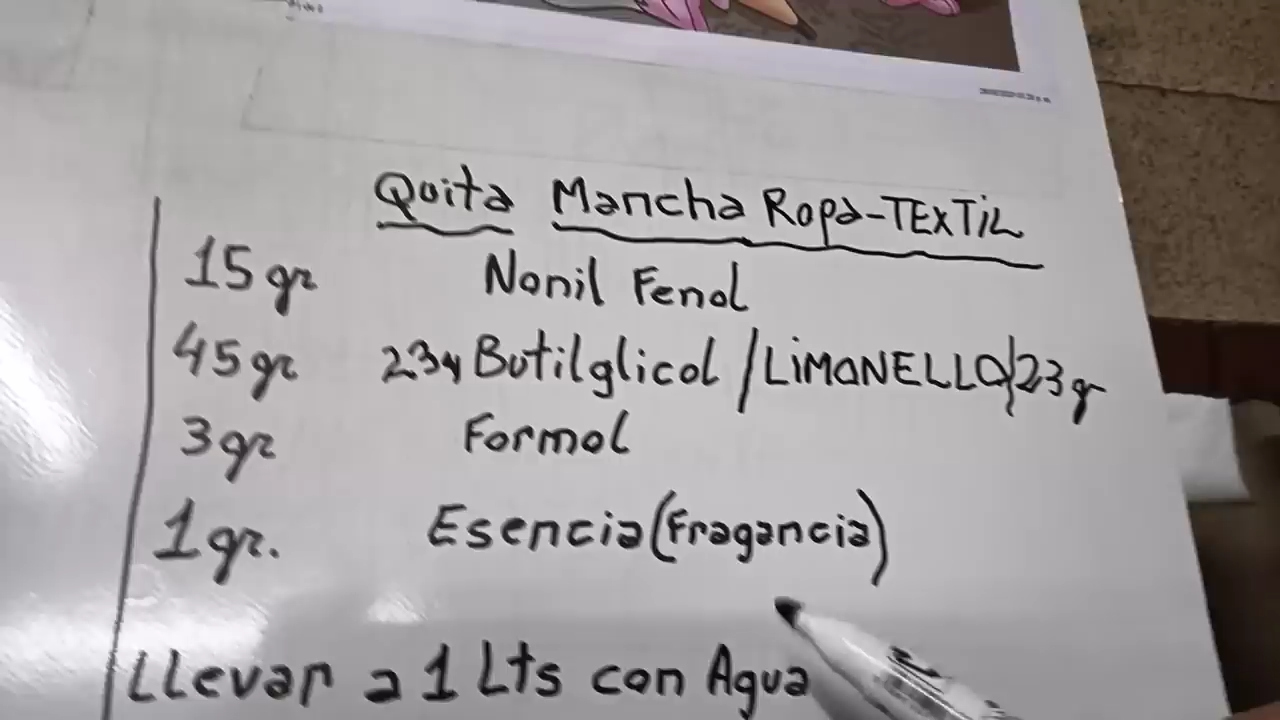 Quita Mancha Ropa-TEXTIL
15 gr Nonil Fenol
45 gr 234 Butilglicol / LIMONELLO/23 gr
3 gr Formol
1 gr. Esencia (Fragancia)
Llevar a 1 Lts con Agua